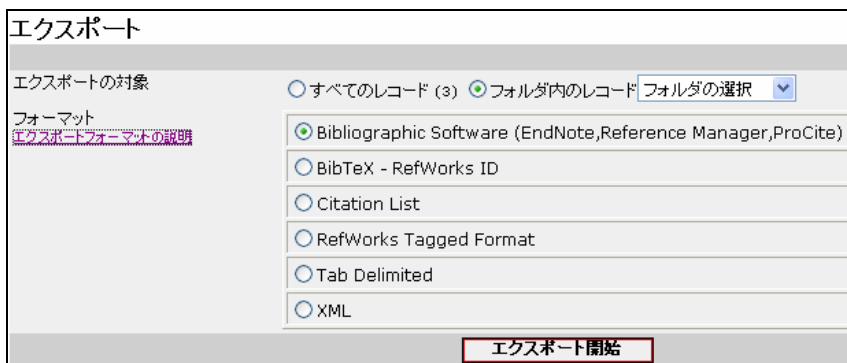 エクスポート
エクスポートの対象
すべてのレコード (3) フォルダ内のレコード フォルダの選択
フォーマット
エクスポートフォーマットの説明
Bibliographic Software (EndNote,Reference Manager,ProCite)
BibTeX - RefWorks ID
Citation List
RefWorks Tagged Format
Tab Delimited
XML
エクスポート開始